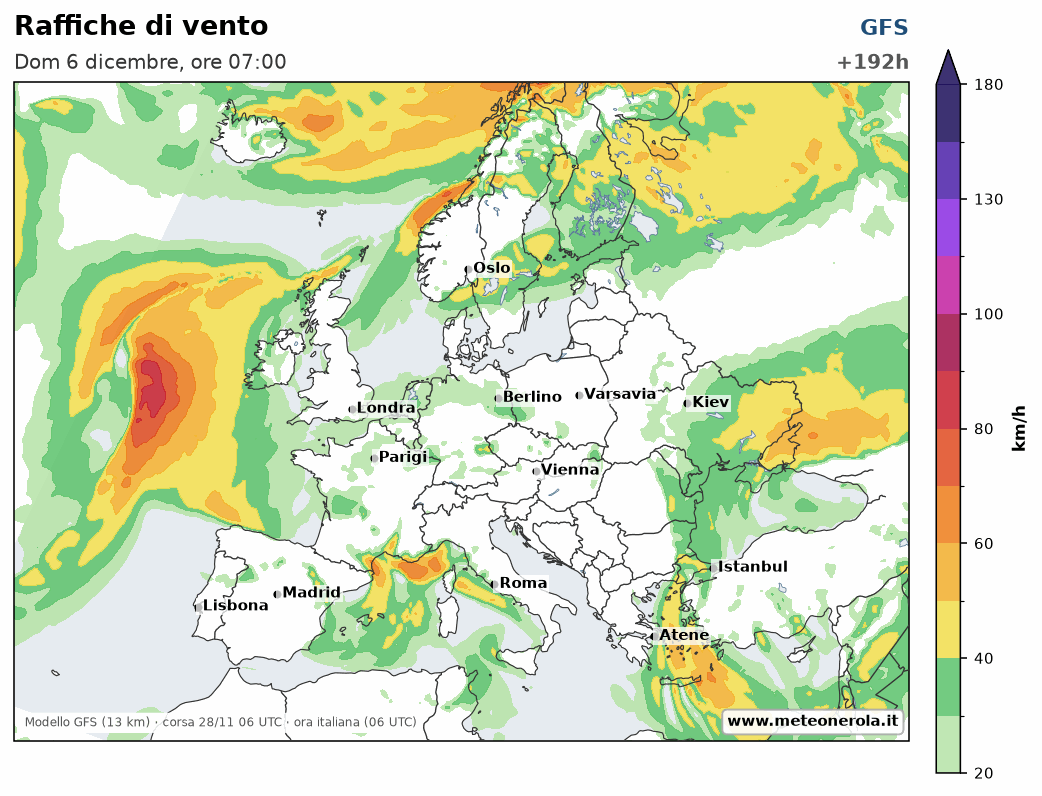 Raffiche di vento
GFS
Dom 6 dicembre, ore 07:00
+192h
180
130
100
80
60
40
20
km/h
Oslo
Londra
Berlino
Varsavia
Kiev
Parigi
Vienna
Istanbul
Roma
Madrid
Lisbona
Atene
Modello GFS (13 km) · corsa 28/11 06 UTC · ora italiana (06 UTC)
www.meteonerola.it